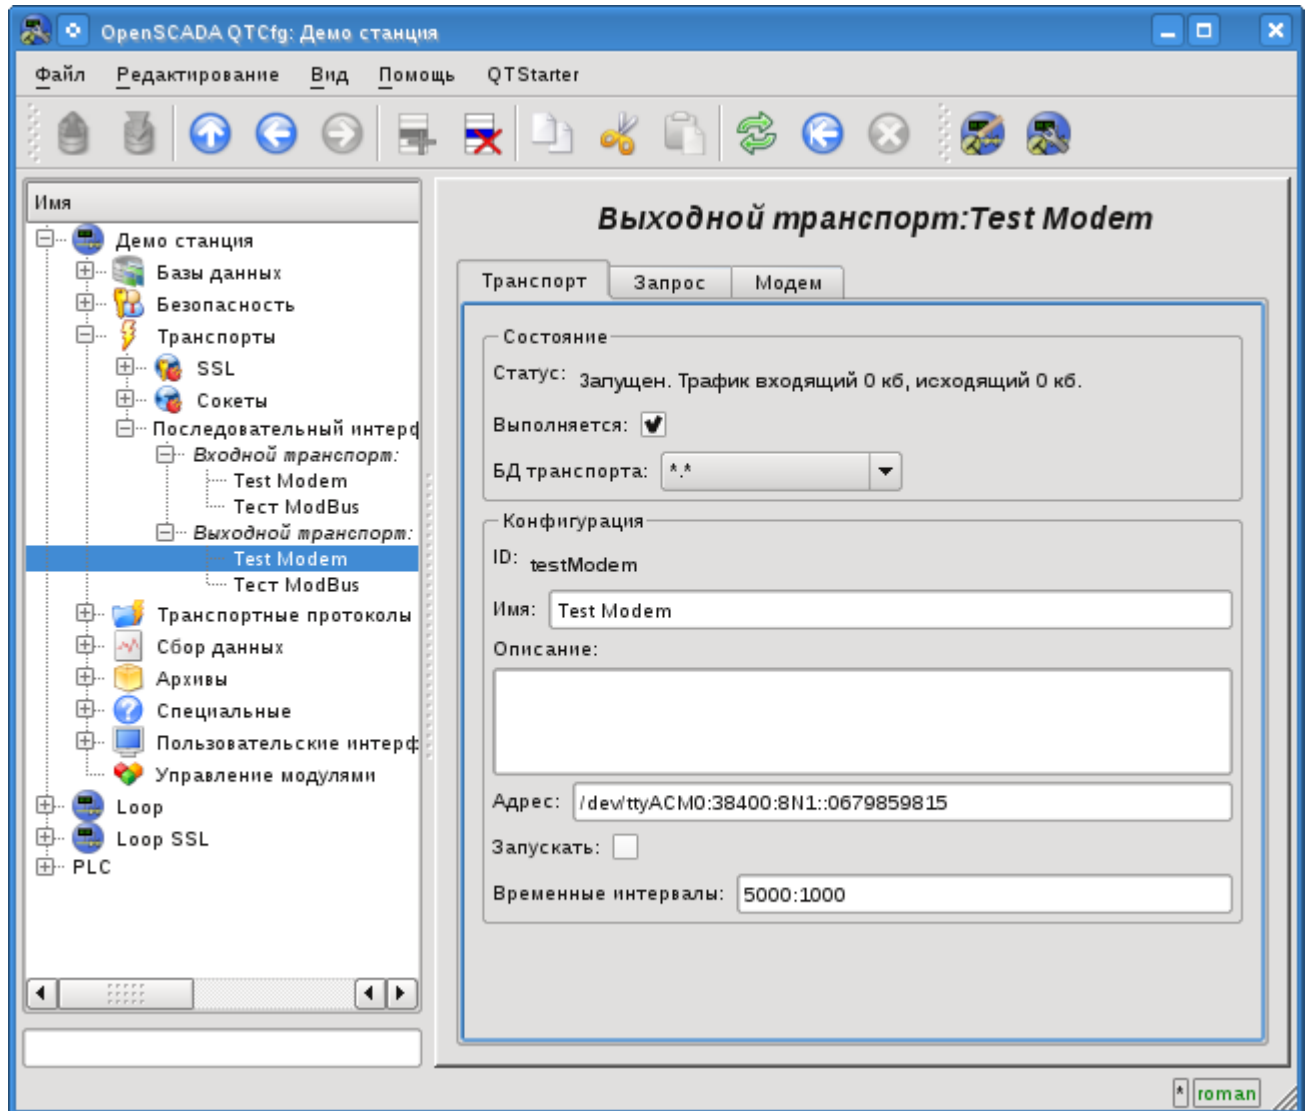 OpenSCADA QTCfg: Демо станция
Файл Редактирование Вид Помощь QTStarter
Имя
Демо станция
Базы данных
Безопасность
Транспорты
SSL
Сокеты
Последовательный интерф
Входной транспорт:
Test Modem
Тест ModBus
Выходной транспорт:
Test Modem
Тест ModBus
Транспортные протоколы
Сбор данных
Архивы
Специальные
Пользовательские интерф
Управление модулями
Loop
Loop SSL
PLC
Выходной транспорт:Test Modem
Транспорт Запрос Модем
Состояние
Статус: Запущен. Трафик входящий 0 кб, исходящий 0 кб.
Выполняется:
БД транспорта: *.*
Конфигурация
ID: testModem
Имя: Test Modem
Описание:
Адрес: /dev/ttyACM0:38400:8N1::0679859815
Запускать:
Временные интервалы: 5000:1000
* roman